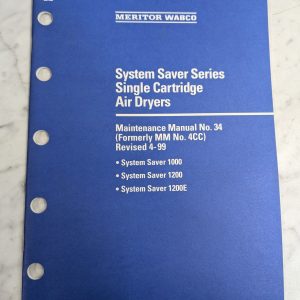 MERITOR WABCO
System Saver Series
Single Cartridge
Air Dryers
Maintenance Manual No. 34
(Formerly MM No. 4CC)
Revised 4-99
• System Saver 1000
• System Saver 1200
• System Saver 1200E